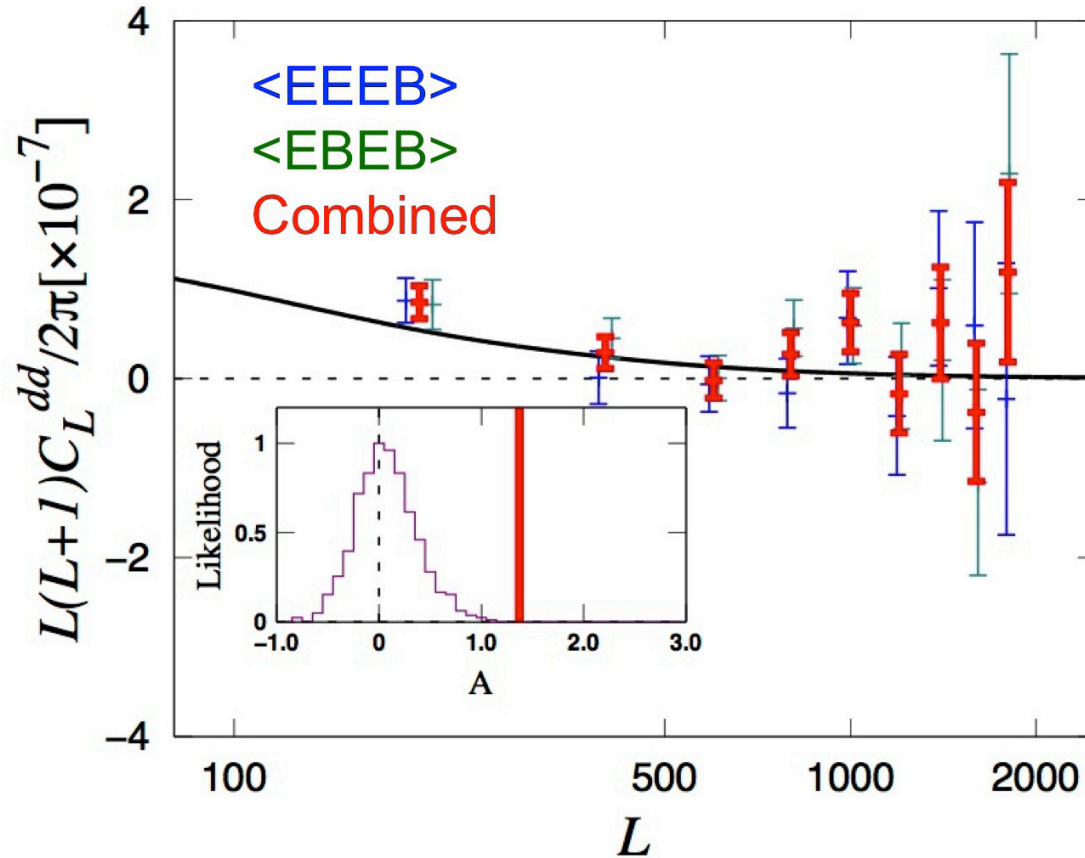 <EEEB>
<EBEB>
Combined
L(L+1)C_L^{dd}/2π[×10^{-7}]
4
2
0
−2
−4
Likelihood
1
0.5
0
-1.0 0 1.0 2.0 3.0
A
100 500 1000 2000
L